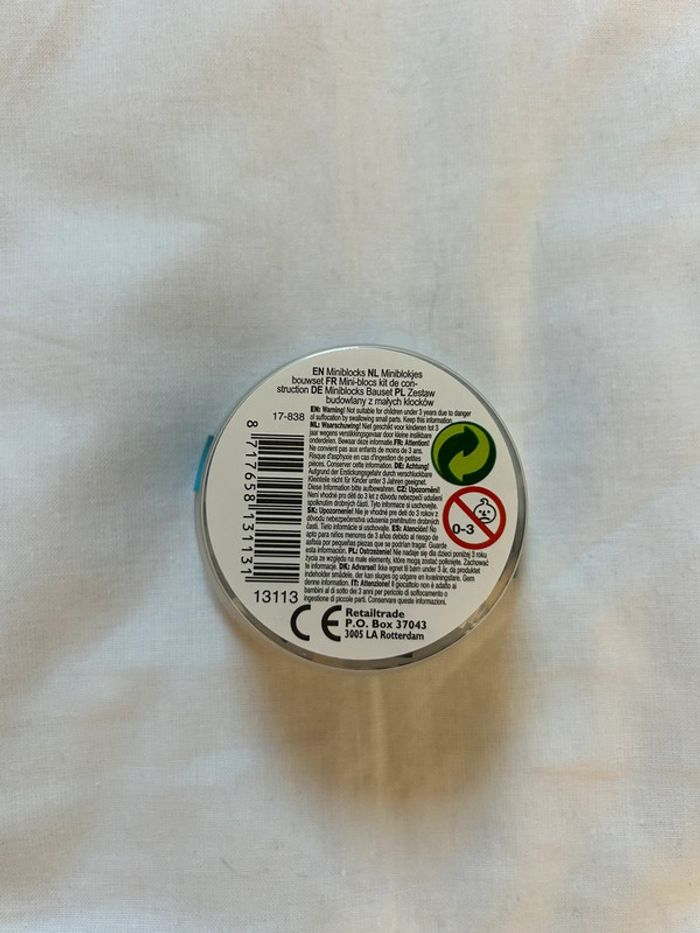 EN Miniblocks NL Miniblokjes
bouwset FR Mini-blocs kit de con-
struction DE Miniblocks Bauset PL Zestaw
budowlany z małych klocków
17-838
EN: Warning! Not suitable for children under 3 years due to danger
of suffocation by swallowing small parts. Keep this information.
NL: Waarschuwing! Niet geschikt voor kinderen tot 3
jaar wegens verstikkingsgevaar door kleine inslikbare
onderdelen. Bewaar deze informatie.FR: Attention!
Ne convient pas aux enfants de moins de 3 ans.
Risque d'asphyxie en cas d'ingestion de petites
pièces. Conserver cette information. DE: Achtung!
Aufgrund der Erstickungsgefahr durch verschluckbare
Kleinteile nicht für Kinder unter 3 Jahren geeignet.
Diese Information bitte aufbewahren. CZ: Upozornění!
Není vhodné pro děti do 3 let z důvodu nebezpečí udušení
spolknutím drobných částí. Tyto informace si uschovejte.
SK: Upozornenie! Nie je vhodné pre deti do 3 rokov z
dôvodu nebezpečenstva udusenia prehltnutím drobných
častí. Tieto informácie si uschovajte. ES: Atención! No
apto para niños menores de 3 años debido al riesgo de
asfixia por pequeñas piezas que se podrían tragar. Guarde
esta información. PL: Ostrzeżenie! Nie nadaje się dla dzieci poniżej 3 roku
życia ze względu na małe elementy, które mogą zostać połknięte. Zachować
te informacje. DK: Advarsel! Ikke egnet til børn under 3 år, da produktet
indeholder smådele, der kan sluges og udgøre en kvælningsfare. Gem
denne information. IT: Attenzione! Il giocattolo non è adatto ai
bambini al di sotto dei 3 anni per pericolo di soffocamento o
ingestione di piccole parti. Conservare queste informazioni.
0-3
8 717658 131131
13113
CE
Retailtrade
P.O. Box 37043
3005 LA Rotterdam